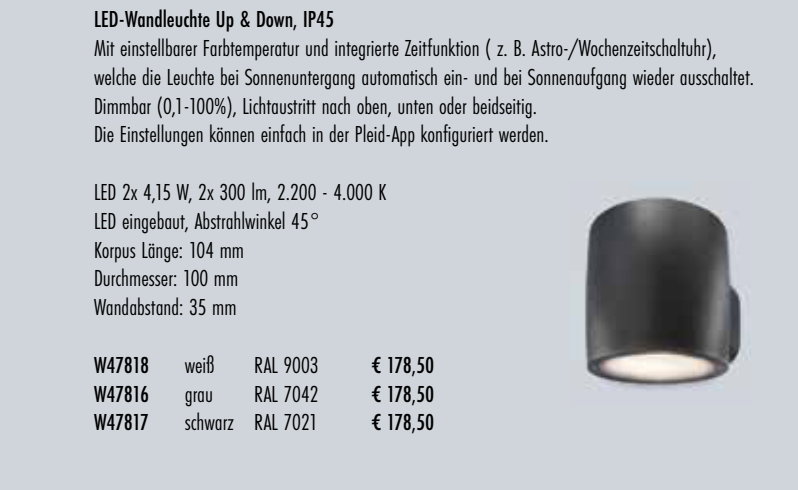 LED-Wandleuchte Up & Down, IP45
Mit einstellbarer Farbtemperatur und integrierte Zeitfunktion ( z. B. Astro-/Wochenzeitschaltuhr),
welche die Leuchte bei Sonnenuntergang automatisch ein- und bei Sonnenaufgang wieder ausschaltet.
Dimmbar (0,1-100%), Lichtaustritt nach oben, unten oder beidseitig.
Die Einstellungen können einfach in der Pleid-App konfiguriert werden.
LED 2x 4,15 W, 2x 300 lm, 2.200 - 4.000 K
LED eingebaut, Abstrahlwinkel 45°
Korpus Länge: 104 mm
Durchmesser: 100 mm
Wandabstand: 35 mm
W47818 weiß RAL 9003 € 178,50
W47816 grau RAL 7042 € 178,50
W47817 schwarz RAL 7021 € 178,50